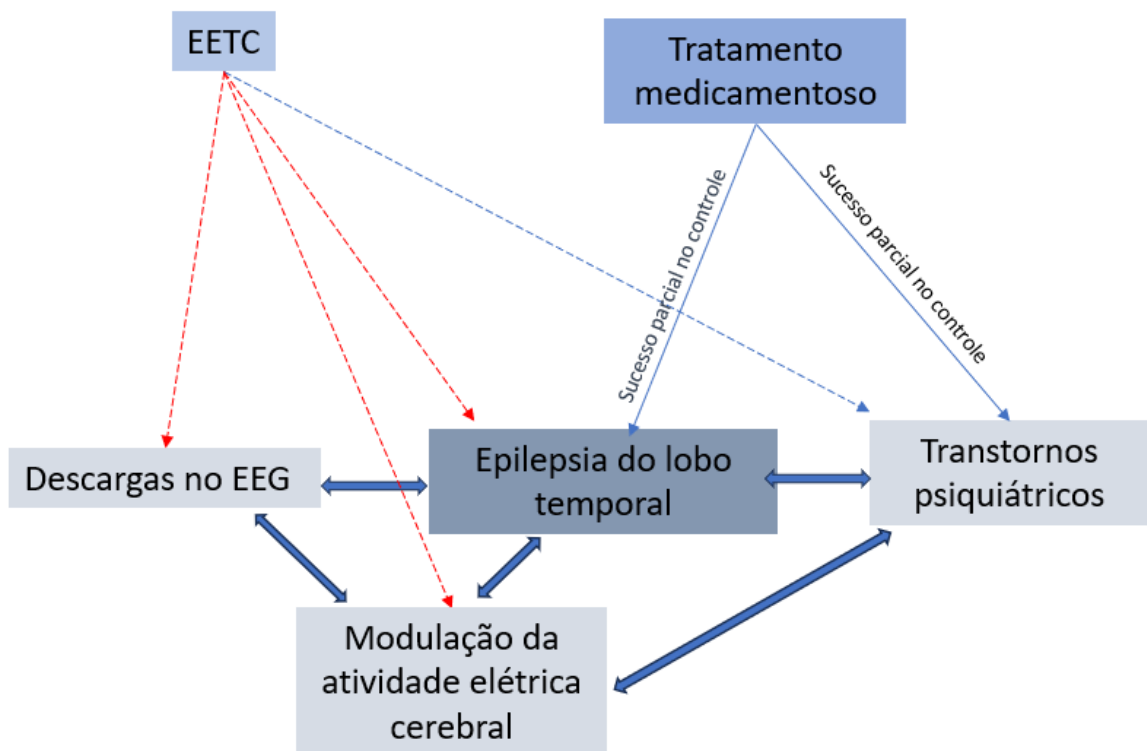 EETC
Tratamento
medicamentoso
Sucesso parcial no controle
Sucesso parcial no controle
Descargas no EEG
Epilepsia do lobo
temporal
Transtornos
psiquiátricos
Modulação da
atividade elétrica
cerebral